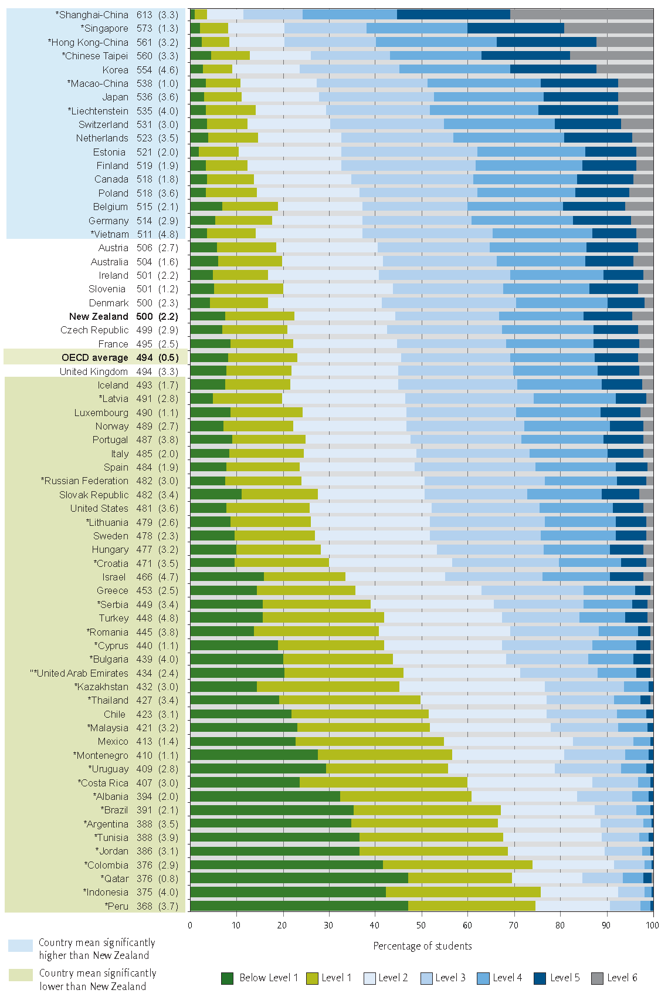 *Shanghai-China 613 (3.3)
*Singapore 573 (1.3)
*Hong Kong-China 561 (3.2)
*Chinese Taipei 560 (3.3)
Korea 554 (4.6)
*Macao-China 538 (1.0)
Japan 536 (3.6)
*Liechtenstein 535 (4.0)
Switzerland 531 (3.0)
Netherlands 523 (3.5)
Estonia 521 (2.0)
Finland 519 (1.9)
Canada 518 (1.8)
Poland 518 (3.6)
Belgium 515 (2.1)
Germany 514 (2.9)
*Vietnam 511 (4.8)
Austria 506 (2.7)
Australia 504 (1.6)
Ireland 501 (2.2)
Slovenia 501 (1.2)
Denmark 500 (2.3)
New Zealand 500 (2.2)
Czech Republic 499 (2.9)
France 495 (2.5)
OECD average 494 (0.5)
United Kingdom 494 (3.3)
Iceland 493 (1.7)
*Latvia 491 (2.8)
Luxembourg 490 (1.1)
Norway 489 (2.7)
Portugal 487 (3.8)
Italy 485 (2.0)
Spain 484 (1.9)
*Russian Federation 482 (3.0)
Slovak Republic 482 (3.4)
United States 481 (3.6)
*Lithuania 479 (2.6)
Sweden 478 (2.3)
Hungary 477 (3.2)
*Croatia 471 (3.5)
Israel 466 (4.7)
Greece 453 (2.5)
*Serbia 449 (3.4)
Turkey 448 (4.8)
*Romania 445 (3.8)
*Cyprus 440 (1.1)
*Bulgaria 439 (4.0)
"*United Arab Emirates 434 (2.4)
*Kazakhstan 432 (3.0)
*Thailand 427 (3.4)
Chile 423 (3.1)
*Malaysia 421 (3.2)
Mexico 413 (1.4)
*Montenegro 410 (1.1)
*Uruguay 409 (2.8)
*Costa Rica 407 (3.0)
*Albania 394 (2.0)
*Brazil 391 (2.1)
*Argentina 388 (3.5)
*Tunisia 388 (3.9)
*Jordan 386 (3.1)
*Colombia 376 (2.9)
*Qatar 376 (0.8)
*Indonesia 375 (4.0)
*Peru 368 (3.7)
0 10 20 30 40 50 60 70 80 90 100
Percentage of students
Country mean significantly
higher than New Zealand
Country mean significantly
lower than New Zealand
Below Level 1 Level 1 Level 2 Level 3 Level 4 Level 5 Level 6